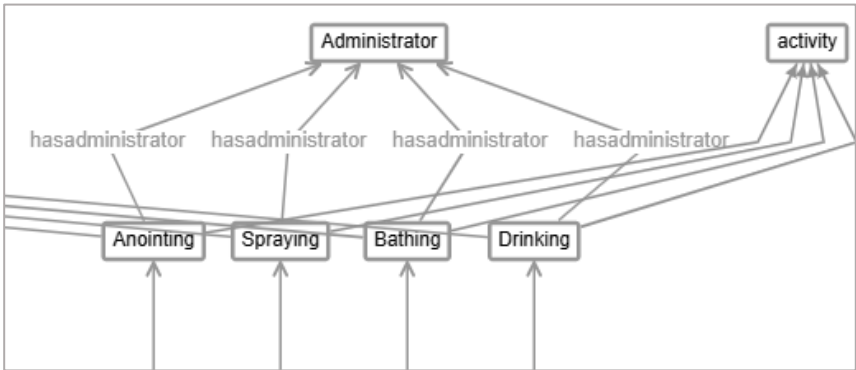 Administrator
activity
hasadministrator
hasadministrator
hasadministrator
hasadministrator
Anointing
Spraying
Bathing
Drinking